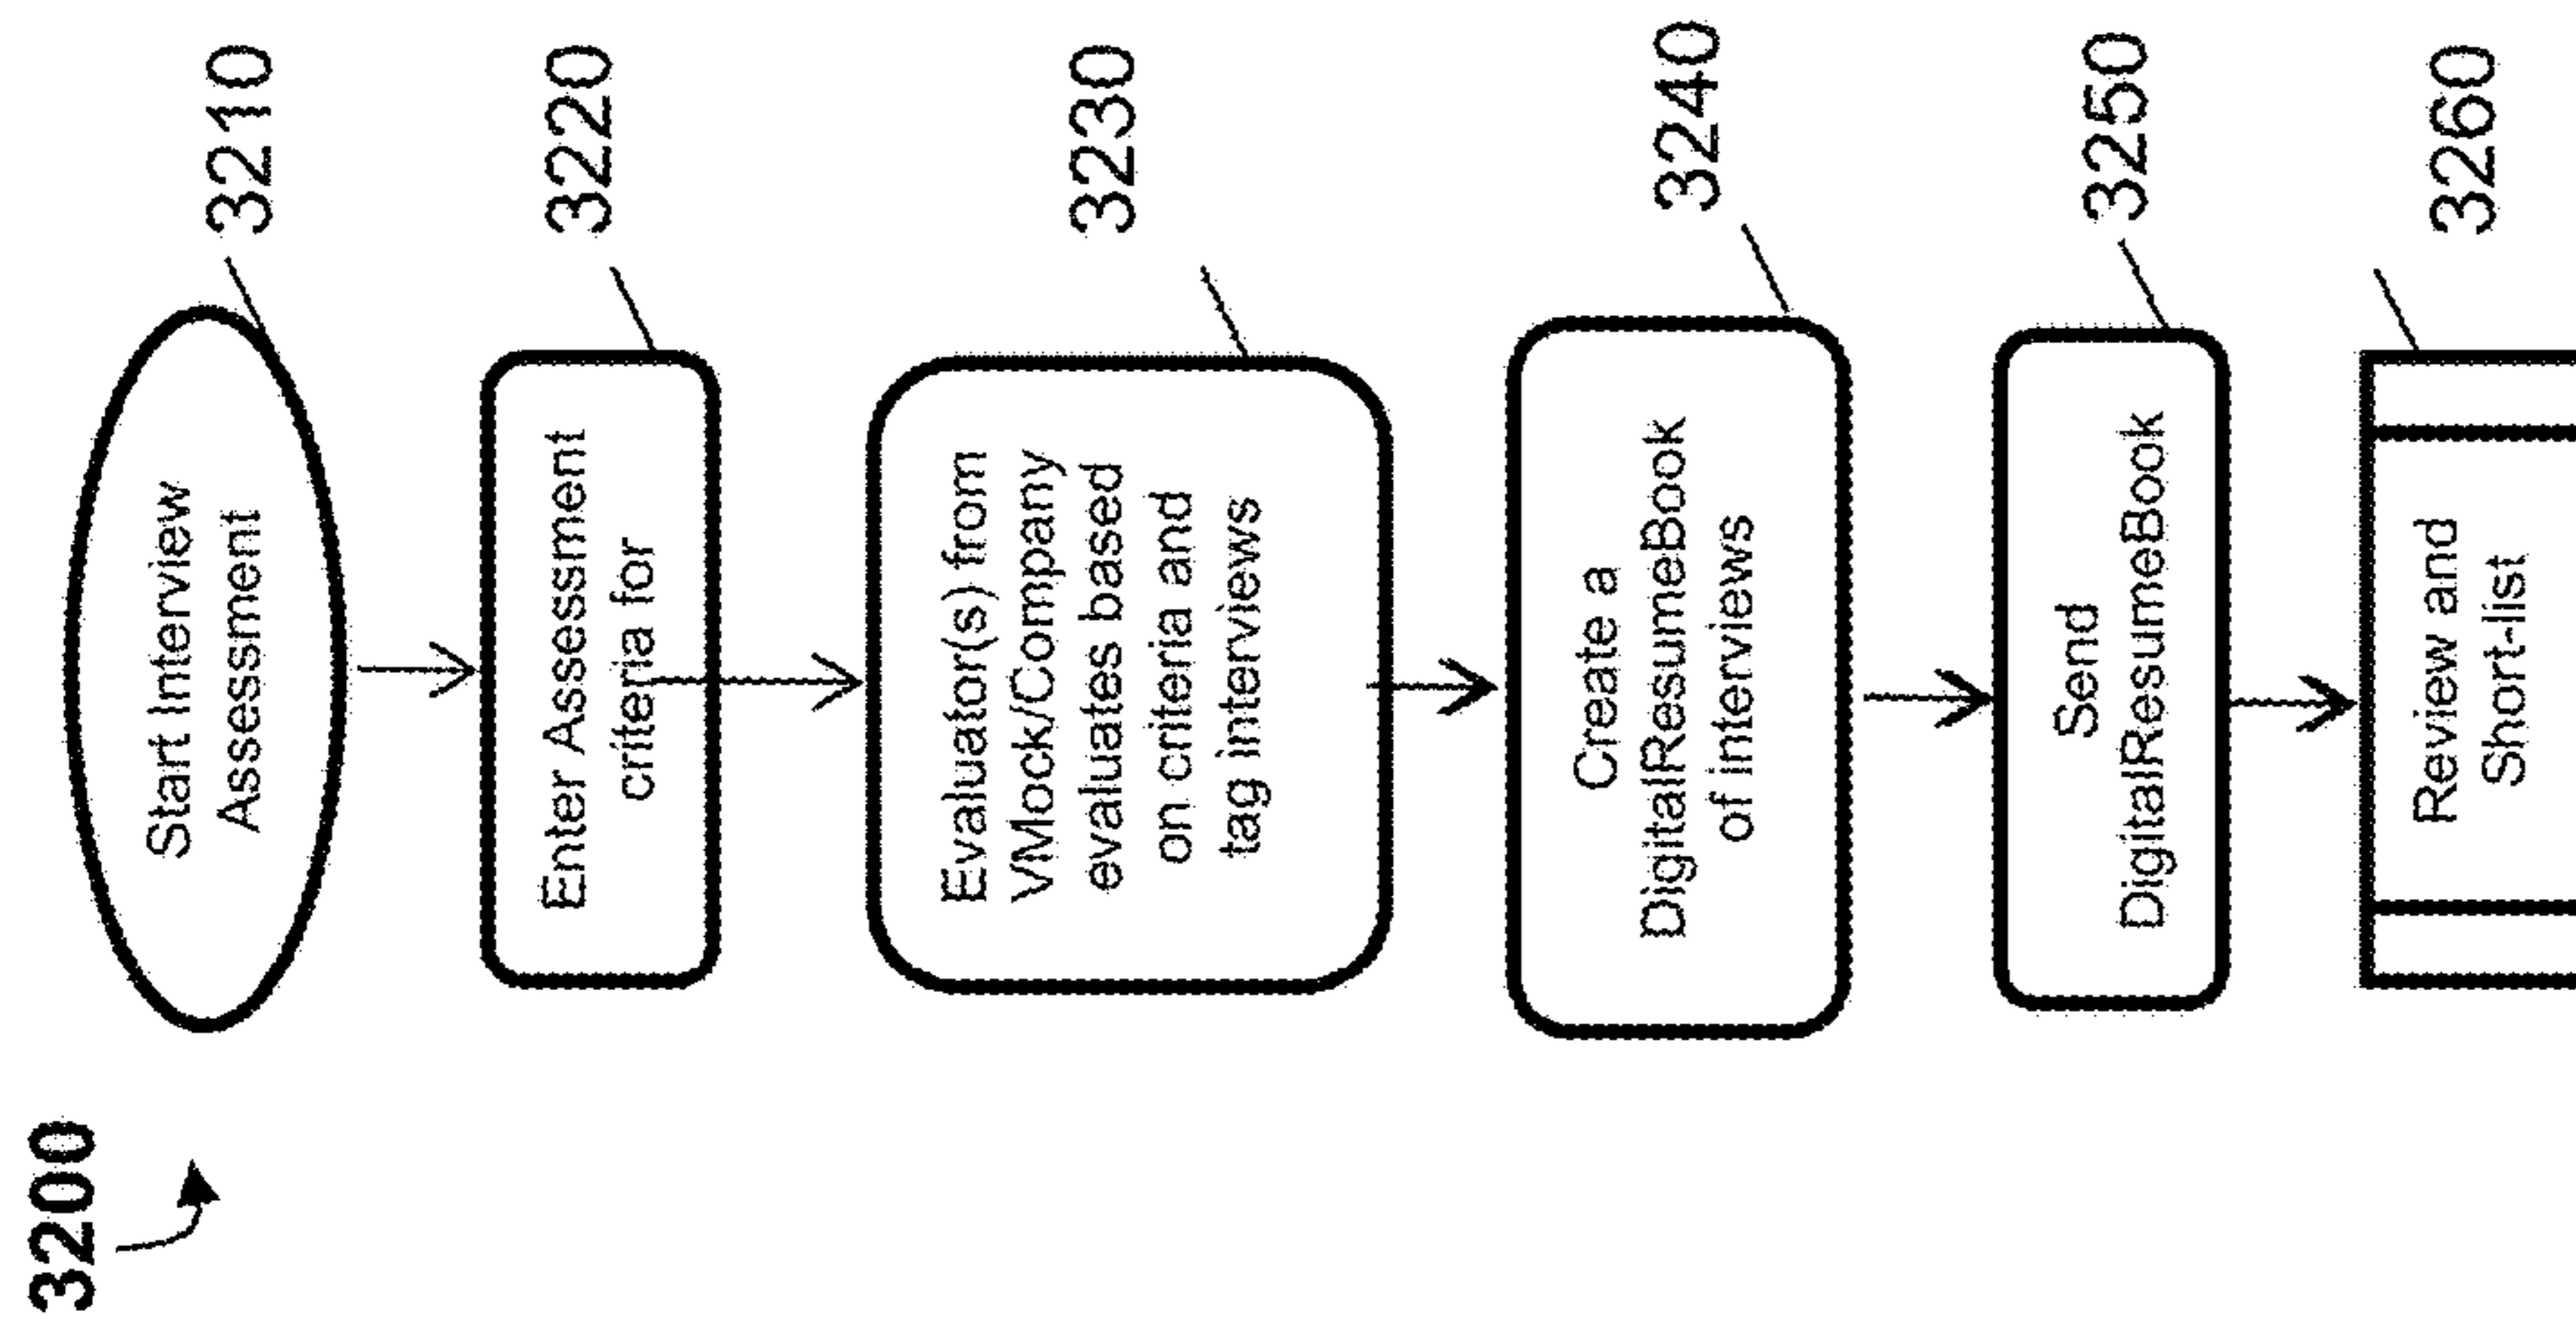 3200
Start Interview
Assessment
3210
Enter Assessment
criteria for
3220
Evaluator(s) from
VMock/Company
evaluates based
on criteria and
tag interviews
3230
Create a
DigitalResumeBook
of interviews
3240
Send
DigitalResumeBook
3250
Review and
Short-list
3260